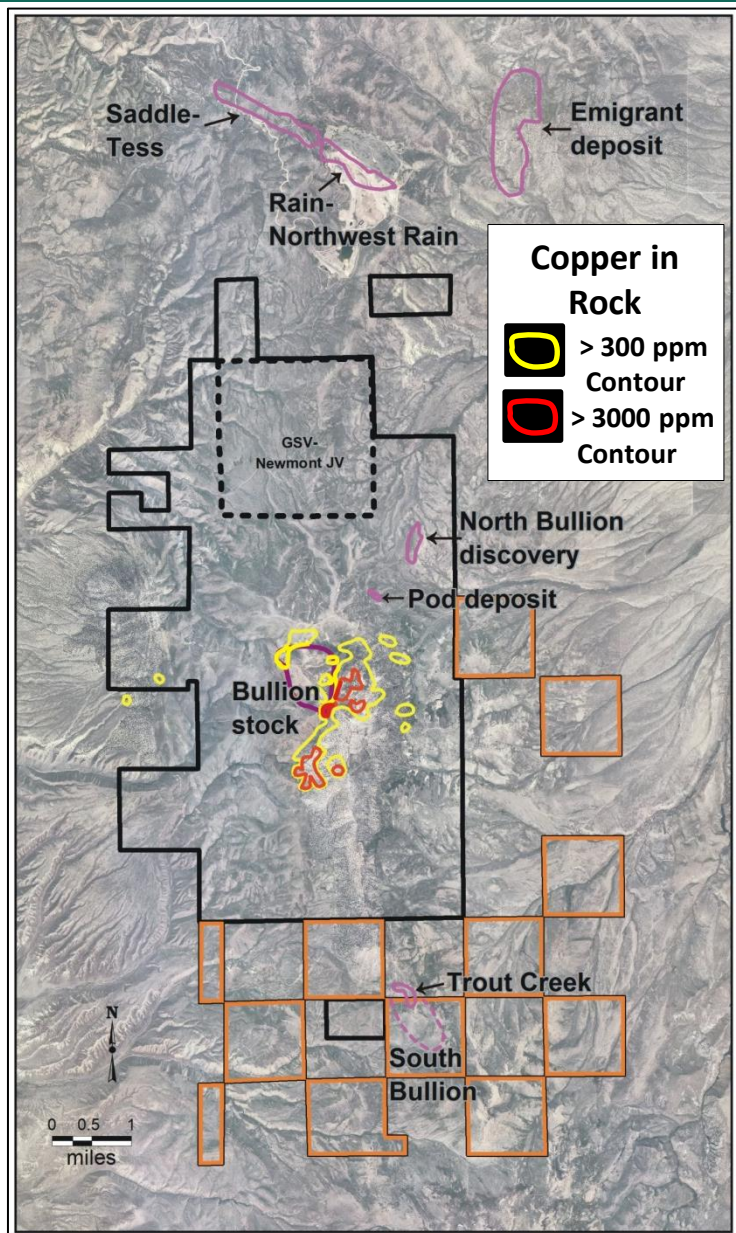 Saddle-
Tess
Emigrant
deposit
Rain-
Northwest Rain
Copper in
Rock
> 300 ppm
Contour
> 3000 ppm
Contour
GSV-
Newmont JV
North Bullion
discovery
Pod deposit
Bullion
stock
Trout Creek
South
Bullion
N
0 0.5 1
miles